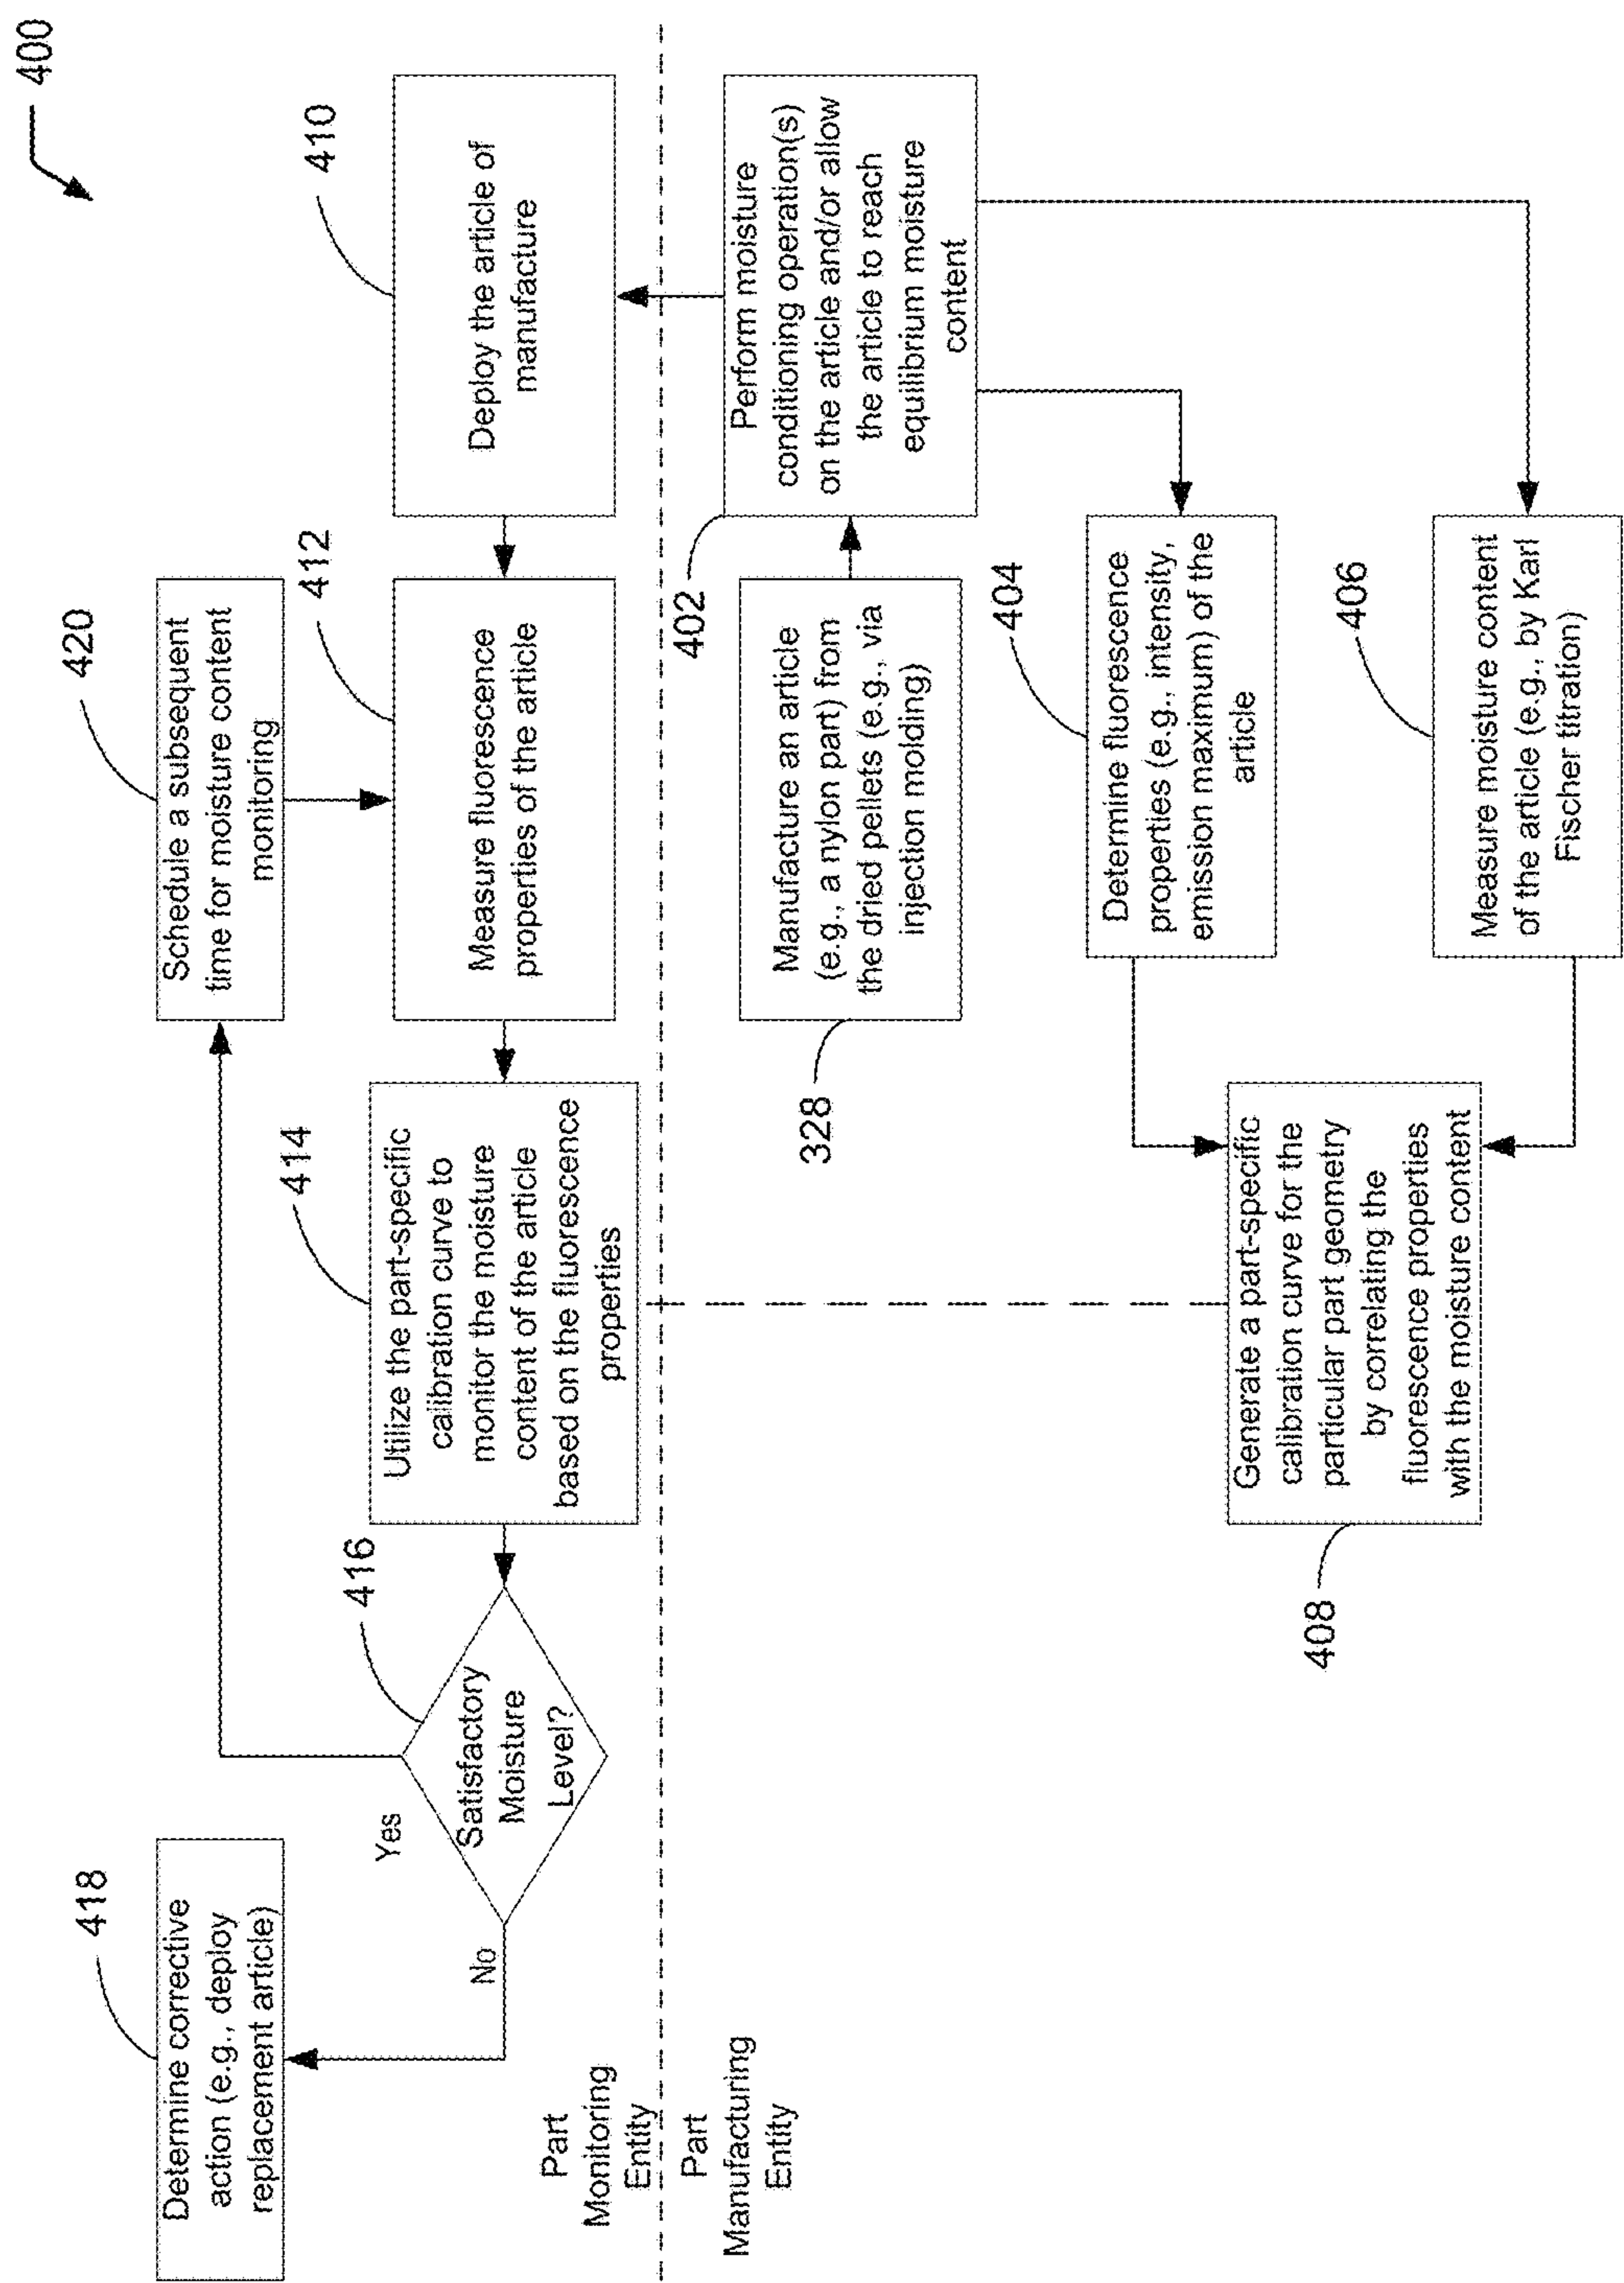 400
418
Determine corrective
action (e.g., deploy
replacement article)
420
Schedule a subsequent
time for moisture content
monitoring
Yes
No
416
Satisfactory
Moisture
Level?
414
Utilize the part-specific
calibration curve to
monitor the moisture
content of the article
based on the fluorescence
properties
412
Measure fluorescence
properties of the article
410
Deploy the article of
manufacture
Part
Monitoring
Entity
Part
Manufacturing
Entity
328
Manufacture an article
(e.g., a nylon part) from
the dried pellets (e.g., via
injection molding)
402
Perform moisture
conditioning operation(s)
on the article and/or allow
the article to reach
equilibrium moisture
content
404
Determine fluorescence
properties (e.g., intensity,
emission maximum) of the
article
408
Generate a part-specific
calibration curve for the
particular part geometry
by correlating the
fluorescence properties
with the moisture content
406
Measure moisture content
of the article (e.g., by Karl
Fischer titration)